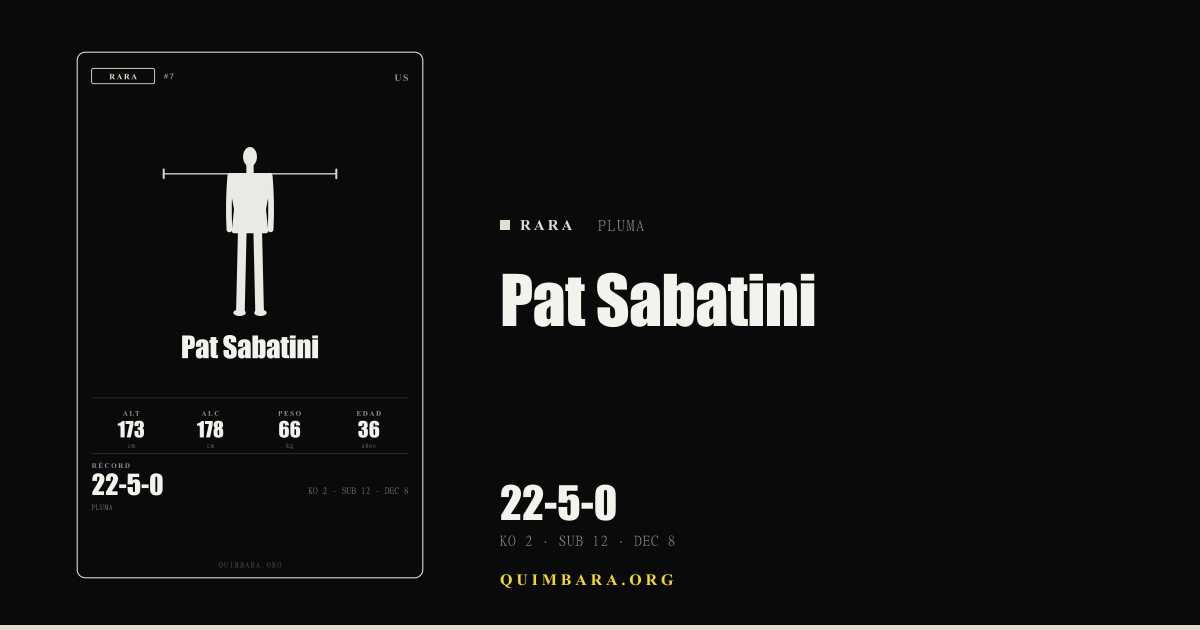 RARA #7 US
Pat Sabatini
ALT ALC PESO EDAD
173 178 66 36
cm cm kg años
RÉCORD
22-5-0
KO 2 · SUB 12 · DEC 8
PLUMA
QUIMBARA.ORG
RARA PLUMA
Pat Sabatini
22-5-0
KO 2 · SUB 12 · DEC 8
QUIMBARA.ORG